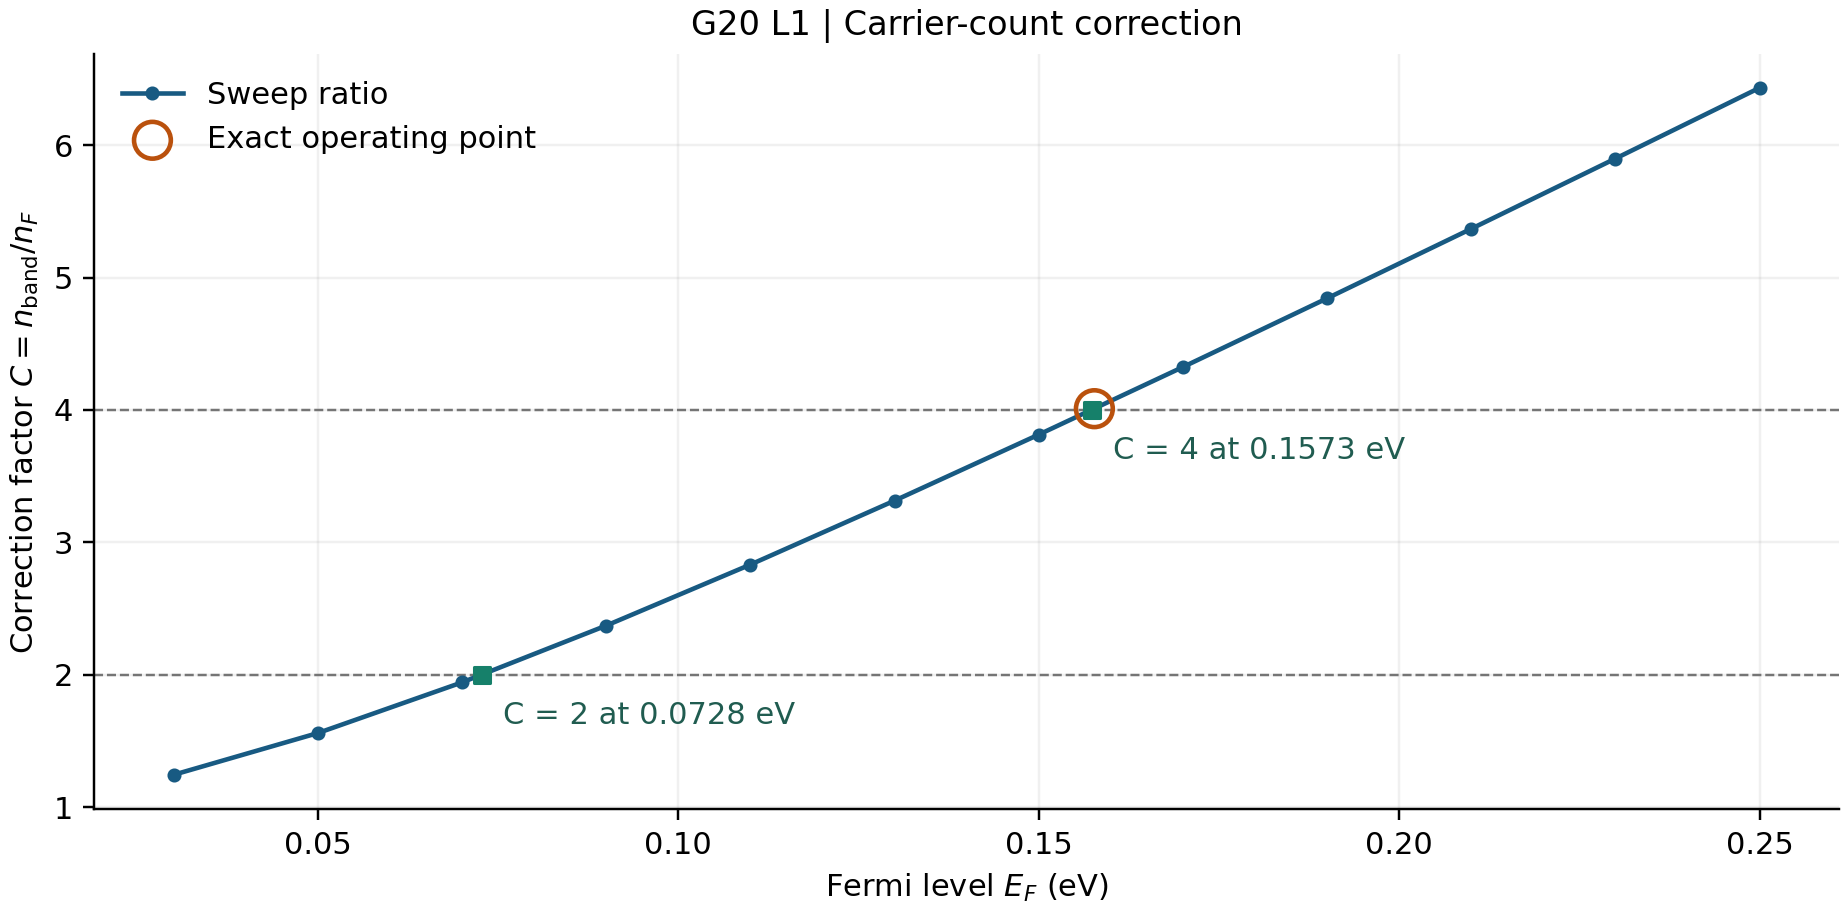 G20 L1 | Carrier-count correction
Sweep ratio
Exact operating point
Correction factor C = n_band/n_F
6
5
4
3
2
1
C = 4 at 0.1573 eV
C = 2 at 0.0728 eV
0.05 0.10 0.15 0.20 0.25
Fermi level E_F (eV)